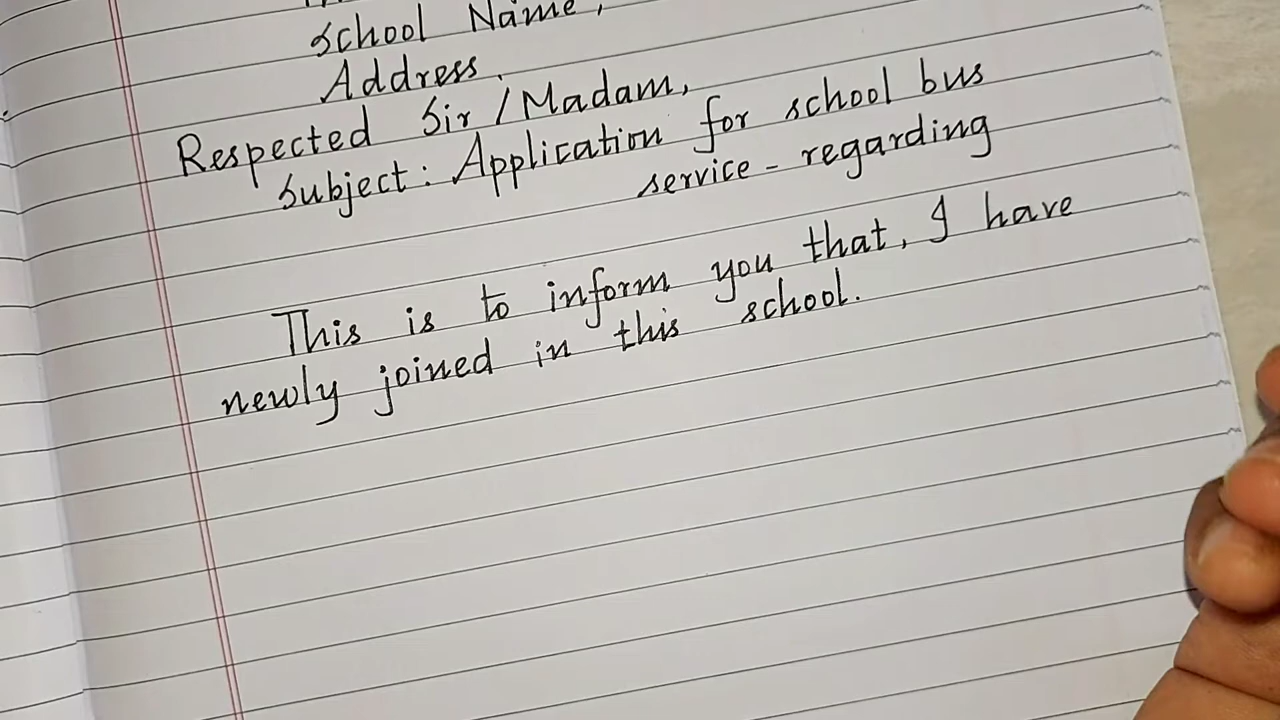 School Name,
Address.
Respected Sir / Madam,
Subject: Application for school bus
service - regarding
This is to inform you that, I have
newly joined in this school.